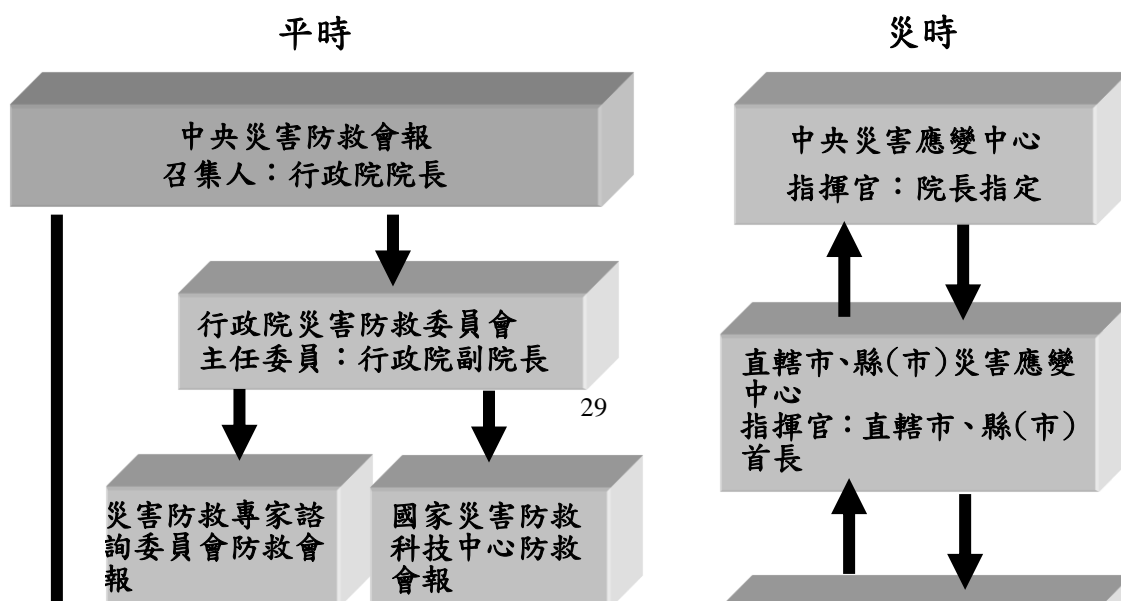 平時
中央災害防救會報
召集人：行政院院長
行政院災害防救委員會
主任委員：行政院副院長
29
災害防救專家諮
詢委員會防救會
報
國家災害防救
科技中心防救
會報
災時
中央災害應變中心
指揮官：院長指定
直轄市、縣(市)災害應變
中心
指揮官：直轄市、縣(市)
首長